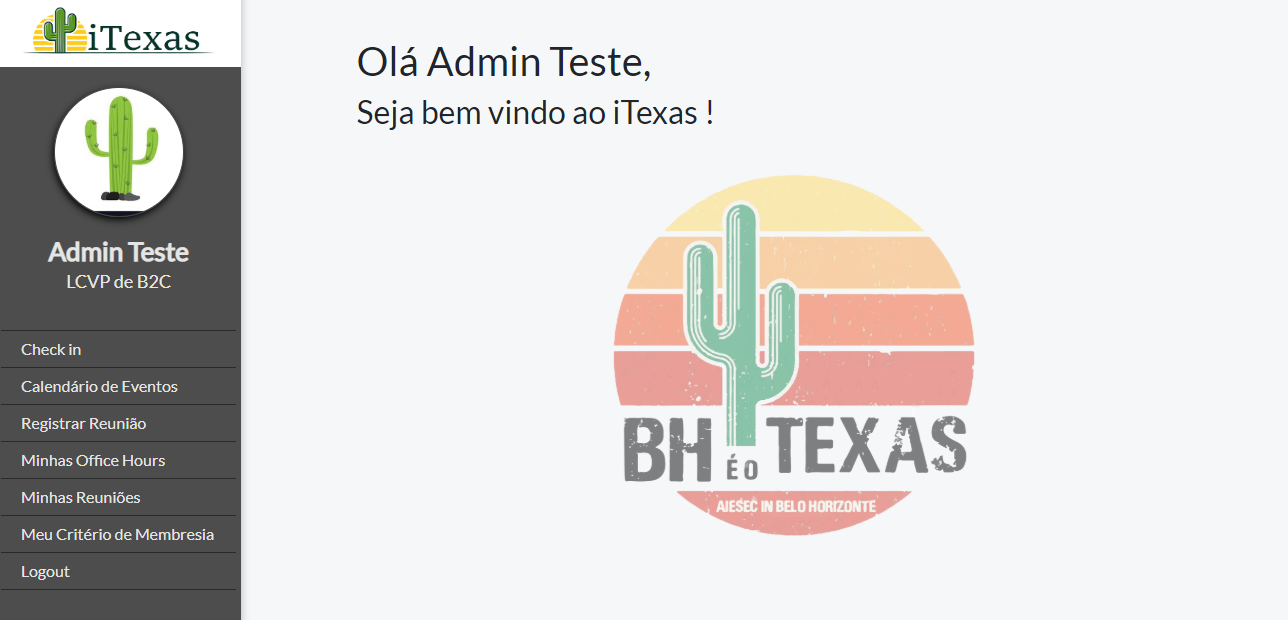 iTexas
Admin Teste
LCVP de B2C
Check in
Calendário de Eventos
Registrar Reunião
Minhas Office Hours
Minhas Reuniões
Meu Critério de Membresia
Logout
Olá Admin Teste,
Seja bem vindo ao iTexas !
BH É O TEXAS
AIESEC IN BELO HORIZONTE